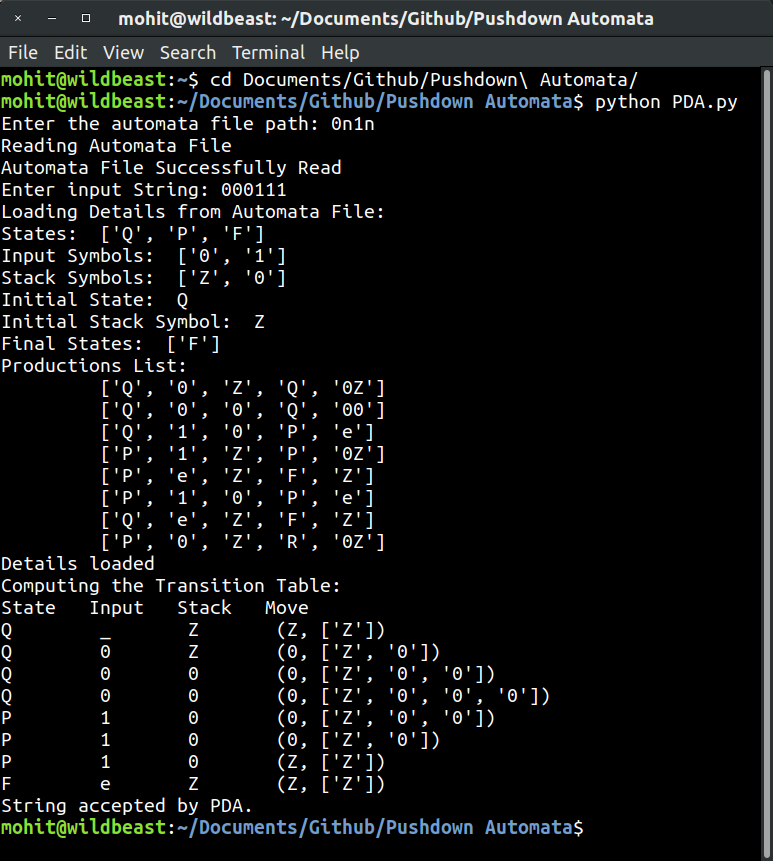 mohit@wildbeast: ~/Documents/Github/Pushdown Automata
File Edit View Search Terminal Help
mohit@wildbeast:~$ cd Documents/Github/Pushdown\ Automata/
mohit@wildbeast:~/Documents/Github/Pushdown Automata$ python PDA.py
Enter the automata file path: 0n1n
Reading Automata File
Automata File Successfully Read
Enter input String: 000111
Loading Details from Automata File:
States:  ['Q', 'P', 'F']
Input Symbols:  ['0', '1']
Stack Symbols:  ['Z', '0']
Initial State:  Q
Initial Stack Symbol:  Z
Final States:  ['F']
Productions List:
         ['Q', '0', 'Z', 'Q', '0Z']
         ['Q', '0', '0', 'Q', '00']
         ['Q', '1', '0', 'P', 'e']
         ['P', '1', 'Z', 'P', '0Z']
         ['P', 'e', 'Z', 'F', 'Z']
         ['P', '1', '0', 'P', 'e']
         ['Q', 'e', 'Z', 'F', 'Z']
         ['P', '0', 'Z', 'R', '0Z']
Details loaded
Computing the Transition Table:
State   Input   Stack   Move
Q        _       Z       (Z, ['Z'])
Q        0       Z       (0, ['Z', '0'])
Q        0       0       (0, ['Z', '0', '0'])
Q        0       0       (0, ['Z', '0', '0', '0'])
P        1       0       (0, ['Z', '0', '0'])
P        1       0       (0, ['Z', '0'])
P        1       0       (Z, ['Z'])
F        e       Z       (Z, ['Z'])
String accepted by PDA.
mohit@wildbeast:~/Documents/Github/Pushdown Automata$